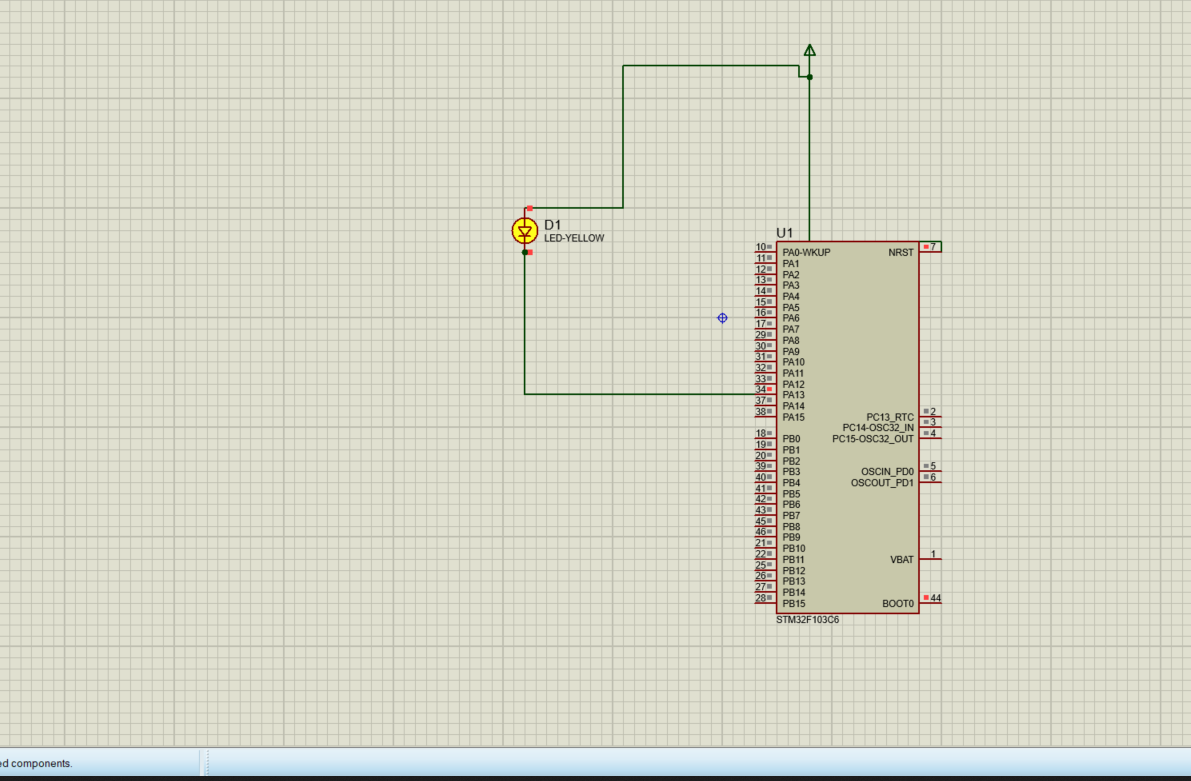 D1
LED-YELLOW
U1
10 PA0-WKUP NRST 7
11 PA1
12 PA2
13 PA3
14 PA4
15 PA5
16 PA6
17 PA7
29 PA8
30 PA9
31 PA10
32 PA11
33 PA12
34 PA13
37 PA14
38 PA15 PC13_RTC 2
PC14-OSC32_IN 3
18 PB0 PC15-OSC32_OUT 4
19 PB1
20 PB2
39 PB3 OSCIN_PD0 5
40 PB4 OSCOUT_PD1 6
41 PB5
42 PB6
43 PB7
45 PB8
46 PB9
21 PB10
22 PB11 VBAT 1
25 PB12
26 PB13
27 PB14
28 PB15 BOOT0 44
STM32F103C6
ed components.